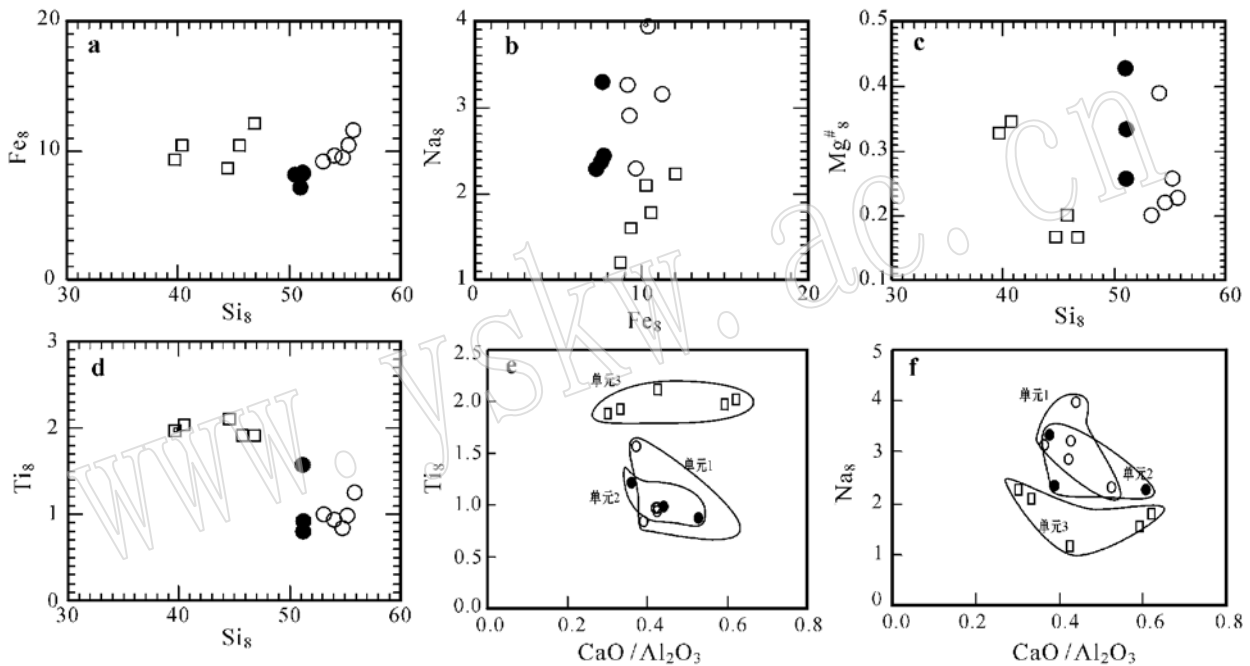 a
20
10
0
Fe₈
30
40
50
60
Si₈
b
4
3
2
1
Na₈
0
10
20
Fe₈
c
0.5
0.4
0.3
0.2
0.1
Mg#₈
30
40
50
60
Si₈
d
3
2
1
0
Ti₈
30
40
50
60
Si₈
e
2.5
2.0
1.5
1.0
0.5
0.0
Ti₈
单元3
单元1
单元2
0.0
0.2
0.4
0.6
0.8
CaO / Al₂O₃
f
5
4
3
2
1
0
Na₈
单元1
单元2
单元3
0.0
0.2
0.4
0.6
0.8
CaO / Al₂O₃
www.yskw.ac.cn